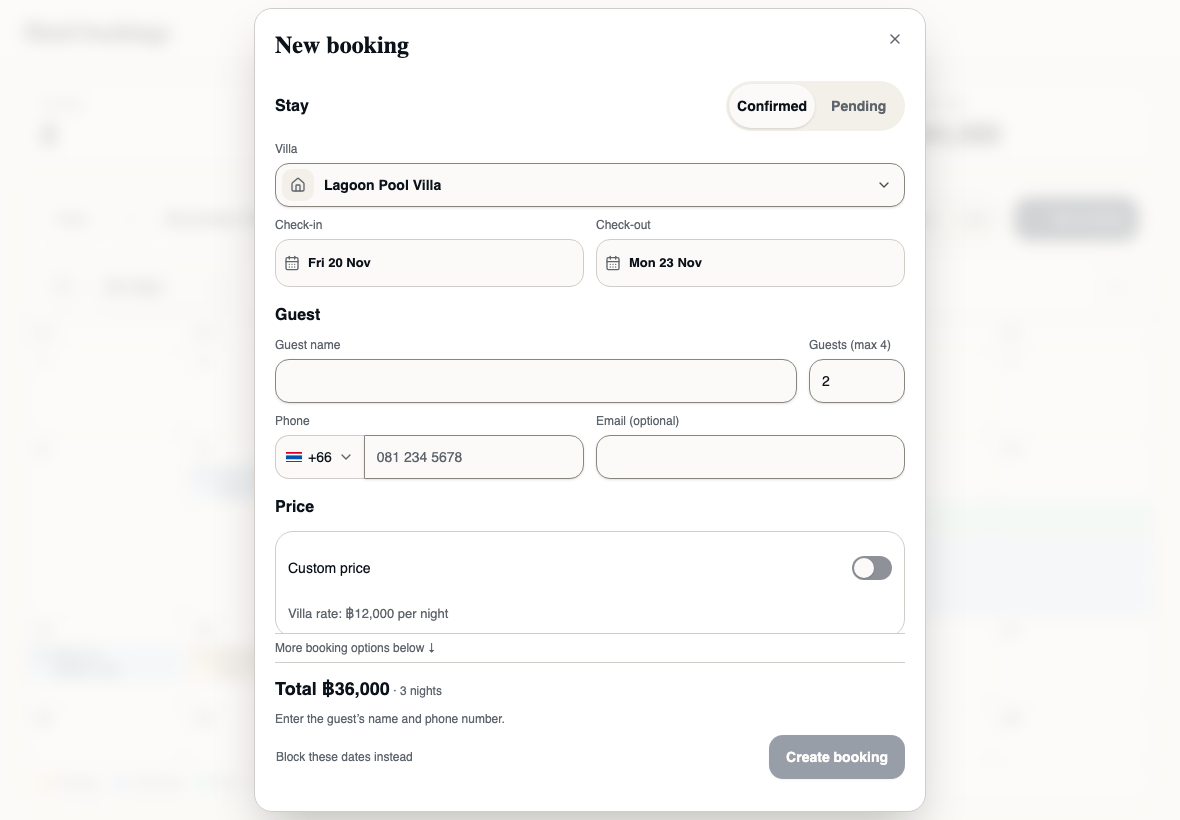 New booking
Stay
Confirmed Pending
Villa
Lagoon Pool Villa
Check-in Check-out
Fri 20 Nov Mon 23 Nov
Guest
Guest name Guests (max 4)
2
Phone Email (optional)
+66 081 234 5678
Price
Custom price
Villa rate: ฿12,000 per night
More booking options below ↓
Total ฿36,000 · 3 nights
Enter the guest’s name and phone number.
Block these dates instead Create booking